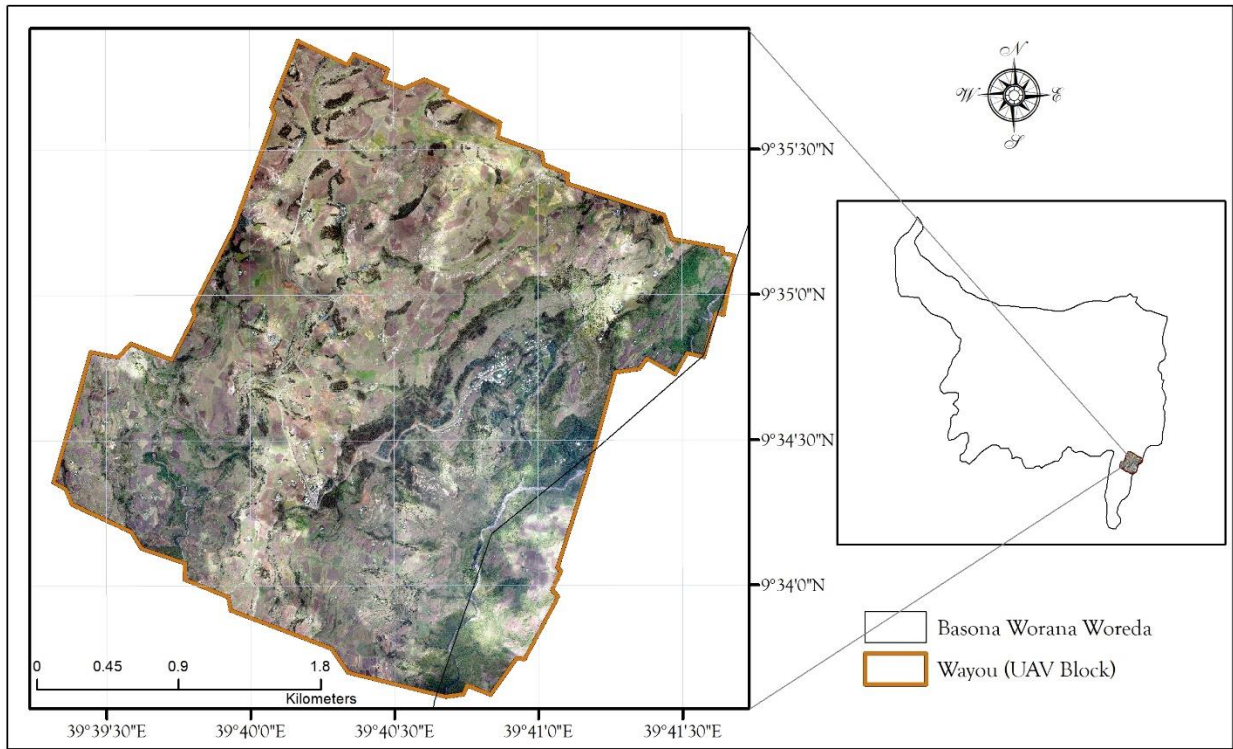 N
W E
S
9°35'30"N
9°35'0"N
9°34'30"N
9°34'0"N
0 0.45 0.9 1.8
Kilometers
39°39'30"E 39°40'0"E 39°40'30"E 39°41'0"E 39°41'30"E
Basona Worana Woreda
Wayou (UAV Block)